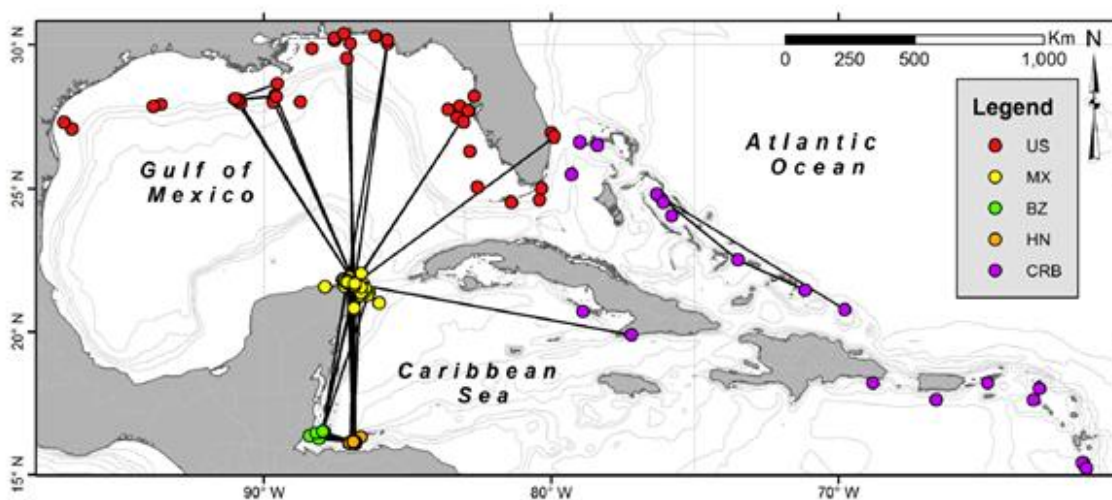 30° N
25° N
20° N
15° N
90° W
80° W
70° W
Gulf of
Mexico
Atlantic
Ocean
Caribbean
Sea
Km
0 250 500 1,000
N
Legend
US
MX
BZ
HN
CRB